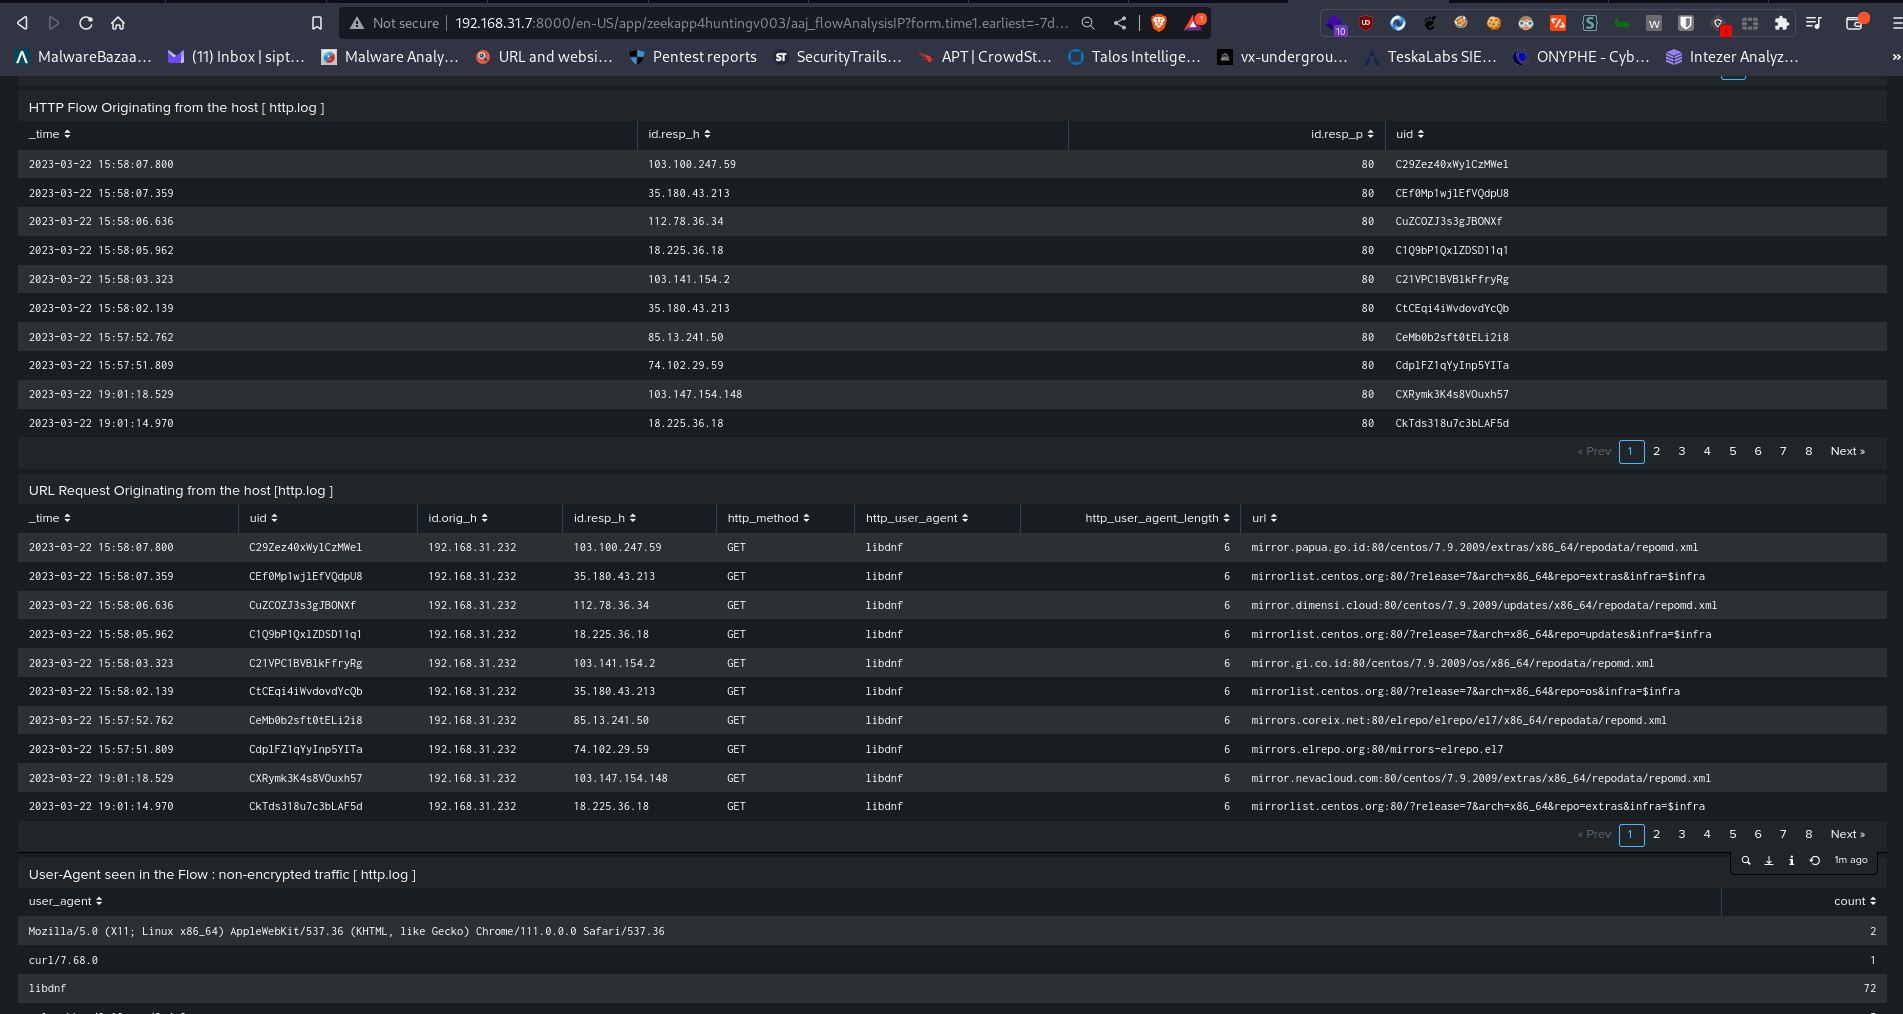 Not secure 192.168.31.7:8000/en-US/app/zeekapp4huntingv003/aaj_flowAnalysisIP?form.time1.earliest=-7d... 1 10 UD bw W 1
MalwareBazaa... (11) Inbox | sipt... Malware Analy... URL and websi... Pentest reports ST SecurityTrails... APT | CrowdSt... Talos Intellige... vx-undergrou... TeskaLabs SIE... ONYPHE - Cyb... Intezer Analyz... »
HTTP Flow Originating from the host [ http.log ]
_time id.resp_h id.resp_p uid
2023-03-22 15:58:07.800 103.100.247.59 80 C29Zez40xWylCzMWel
2023-03-22 15:58:07.359 35.180.43.213 80 CEf0Mp1wjlEfVQdpU8
2023-03-22 15:58:06.636 112.78.36.34 80 CuZCOZJ3s3gJBONXf
2023-03-22 15:58:05.962 18.225.36.18 80 C1Q9bP1QxlZDSD11q1
2023-03-22 15:58:03.323 103.141.154.2 80 C21VPC1BVBlkFfryRg
2023-03-22 15:58:02.139 35.180.43.213 80 CtCEqi4iWvdovdYcQb
2023-03-22 15:57:52.762 85.13.241.50 80 CeMb0b2sft0tELi2i8
2023-03-22 15:57:51.809 74.102.29.59 80 CdplFZ1qYyInp5YITa
2023-03-22 19:01:18.529 103.147.154.148 80 CXRymk3K4s8VOuxh57
2023-03-22 19:01:14.970 18.225.36.18 80 CkTds318u7c3bLAF5d
« Prev 1 2 3 4 5 6 7 8 Next »
URL Request Originating from the host [http.log ]
_time uid id.orig_h id.resp_h http_method http_user_agent http_user_agent_length url
2023-03-22 15:58:07.800 C29Zez40xWylCzMWel 192.168.31.232 103.100.247.59 GET libdnf 6 mirror.papua.go.id:80/centos/7.9.2009/extras/x86_64/repodata/repomd.xml
2023-03-22 15:58:07.359 CEf0Mp1wjlEfVQdpU8 192.168.31.232 35.180.43.213 GET libdnf 6 mirrorlist.centos.org:80/?release=7&arch=x86_64&repo=extras&infra=$infra
2023-03-22 15:58:06.636 CuZCOZJ3s3gJBONXf 192.168.31.232 112.78.36.34 GET libdnf 6 mirror.dimensi.cloud:80/centos/7.9.2009/updates/x86_64/repodata/repomd.xml
2023-03-22 15:58:05.962 C1Q9bP1QxlZDSD11q1 192.168.31.232 18.225.36.18 GET libdnf 6 mirrorlist.centos.org:80/?release=7&arch=x86_64&repo=updates&infra=$infra
2023-03-22 15:58:03.323 C21VPC1BVBlkFfryRg 192.168.31.232 103.141.154.2 GET libdnf 6 mirror.gi.co.id:80/centos/7.9.2009/os/x86_64/repodata/repomd.xml
2023-03-22 15:58:02.139 CtCEqi4iWvdovdYcQb 192.168.31.232 35.180.43.213 GET libdnf 6 mirrorlist.centos.org:80/?release=7&arch=x86_64&repo=os&infra=$infra
2023-03-22 15:57:52.762 CeMb0b2sft0tELi2i8 192.168.31.232 85.13.241.50 GET libdnf 6 mirrors.coreix.net:80/elrepo/elrepo/el7/x86_64/repodata/repomd.xml
2023-03-22 15:57:51.809 CdplFZ1qYyInp5YITa 192.168.31.232 74.102.29.59 GET libdnf 6 mirrors.elrepo.org:80/mirrors-elrepo.el7
2023-03-22 19:01:18.529 CXRymk3K4s8VOuxh57 192.168.31.232 103.147.154.148 GET libdnf 6 mirror.nevacloud.com:80/centos/7.9.2009/extras/x86_64/repodata/repomd.xml
2023-03-22 19:01:14.970 CkTds318u7c3bLAF5d 192.168.31.232 18.225.36.18 GET libdnf 6 mirrorlist.centos.org:80/?release=7&arch=x86_64&repo=extras&infra=$infra
« Prev 1 2 3 4 5 6 7 8 Next »
1m ago
User-Agent seen in the Flow : non-encrypted traffic [ http.log ]
user_agent count
Mozilla/5.0 (X11; Linux x86_64) AppleWebKit/537.36 (KHTML, like Gecko) Chrome/111.0.0.0 Safari/537.36 2
curl/7.68.0 1
libdnf 72